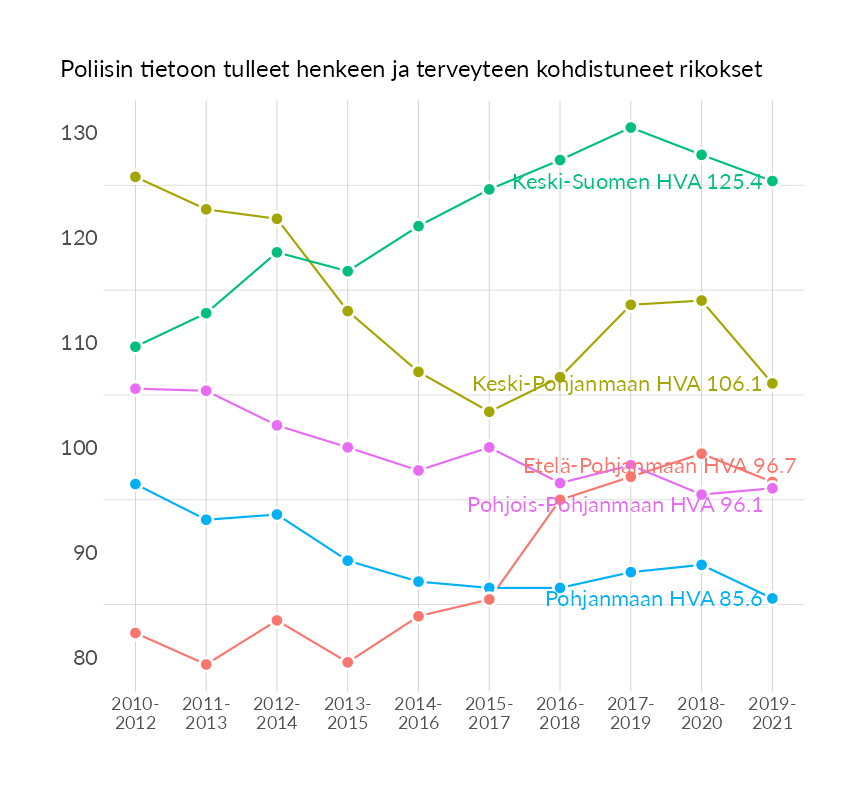 Poliisin tietoon tulleet henkeen ja terveyteen kohdistuneet rikokset
130
Keski-Suomen HVA 125.4
120
110
Keski-Pohjanmaan HVA 106.1
100
Etelä-Pohjanmaan HVA 96.7
Pohjois-Pohjanmaan HVA 96.1
90
Pohjanmaan HVA 85.6
80
2010- 2011- 2012- 2013- 2014- 2015- 2016- 2017- 2018- 2019-
2012 2013 2014 2015 2016 2017 2018 2019 2020 2021